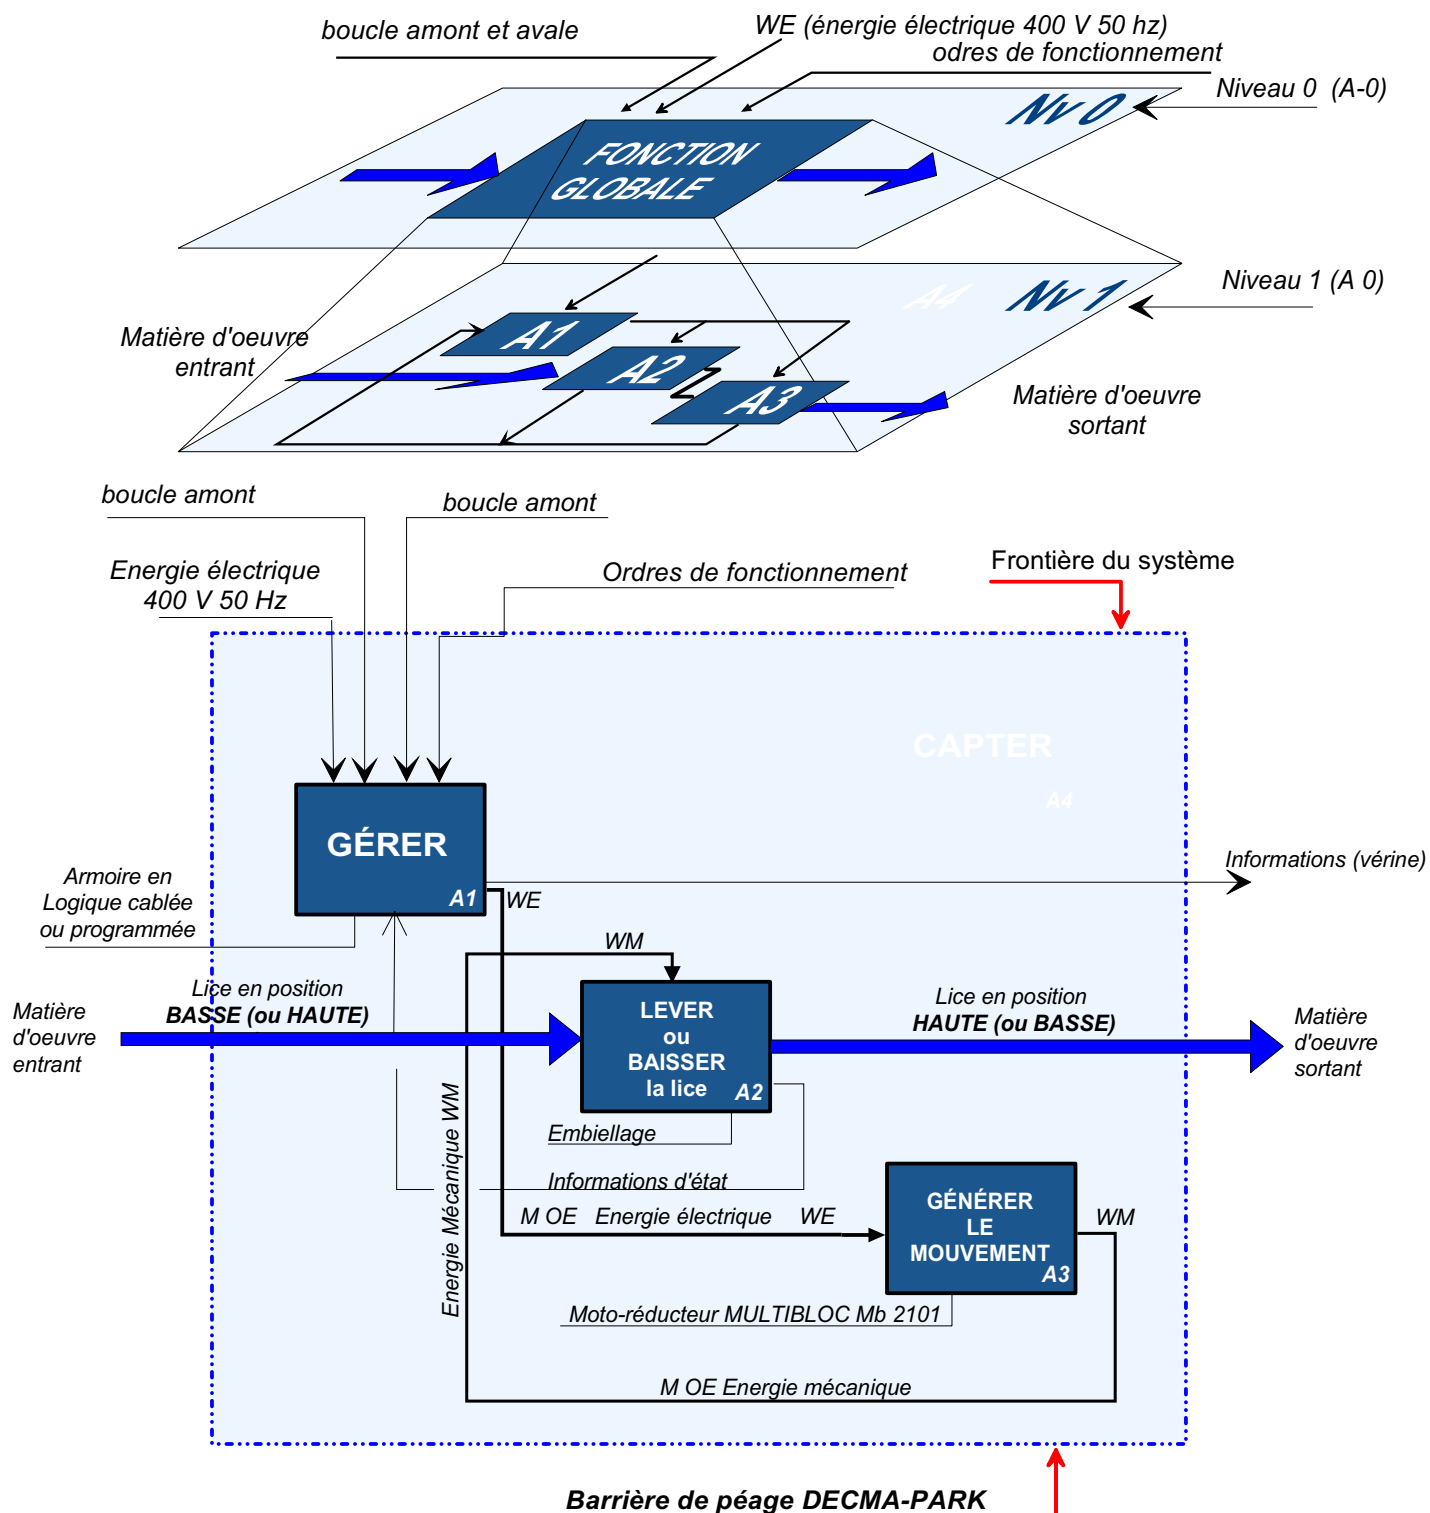 boucle amont et avale
WE (énergie électrique 400 V 50 hz)
odres de fonctionnement
Niveau 0 (A-0)
Nv 0
FONCTION
GLOBALE
Niveau 1 (A 0)
A4
Nv 1
A1
A2
A3
Matière d'oeuvre
entrant
Matière d'oeuvre
sortant
boucle amont
boucle amont
Energie électrique
400 V 50 Hz
Ordres de fonctionnement
Frontière du système
CAPTER
A4
GÉRER
A1
Armoire en
Logique cablée
ou programmée
WE
Informations (vérine)
WM
Lice en position
BASSE (ou HAUTE)
Matière
d'oeuvre
entrant
LEVER
ou
BAISSER
la lice
A2
Lice en position
HAUTE (ou BASSE)
Matière
d'oeuvre
sortant
Energie Mécanique WM
Embiellage
Informations d'état
M OE Energie électrique WE
GÉNÉRER
LE
MOUVEMENT
A3
WM
Moto-réducteur MULTIBLOC Mb 2101
M OE Energie mécanique
Barrière de péage DECMA-PARK